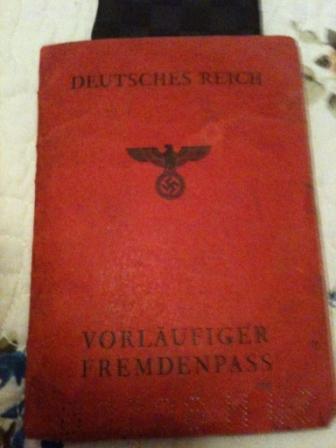 DEUTSCHES REICH
VORLÄUFIGER
FREMDENPASS